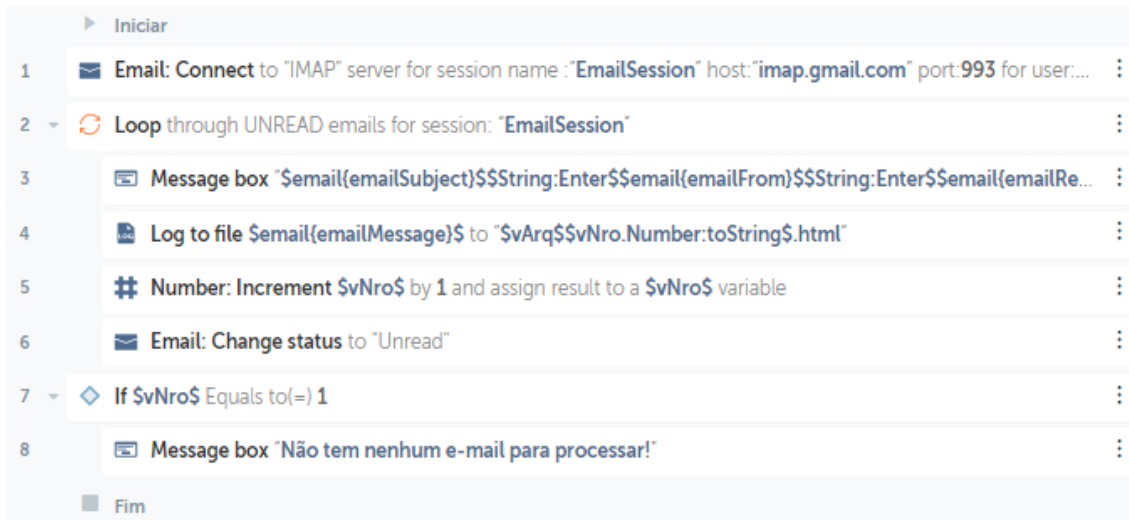 Iniciar
1 Email: Connect to "IMAP" server for session name :"EmailSession" host:"imap.gmail.com" port:993 for user:...
2 Loop through UNREAD emails for session: "EmailSession"
3 Message box "$email{emailSubject}$$String:Enter$$email{emailFrom}$$String:Enter$$email{emailRe...
4 Log to file $email{emailMessage}$ to "$vArq$$vNro.Number:toString$.html"
5 Number: Increment $vNro$ by 1 and assign result to a $vNro$ variable
6 Email: Change status to "Unread"
7 If $vNro$ Equals to(=) 1
8 Message box "Não tem nenhum e-mail para processar!"
Fim